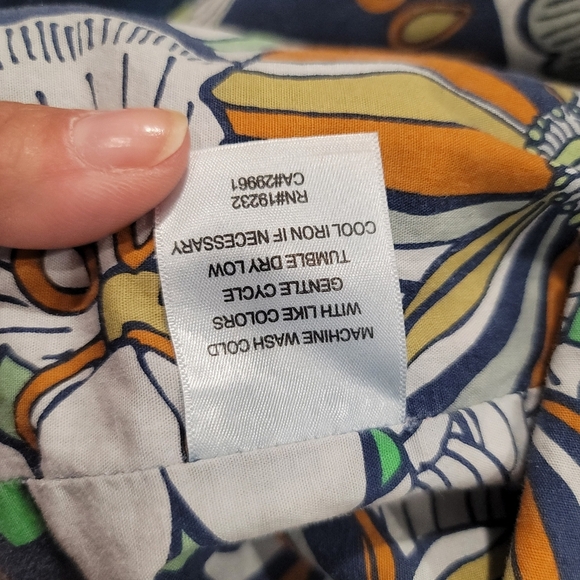 MACHINE WASH COLD
WITH LIKE COLORS
GENTLE CYCLE
TUMBLE DRY LOW
COOL IRON IF NECESSARY
RN#19232
CA#29961